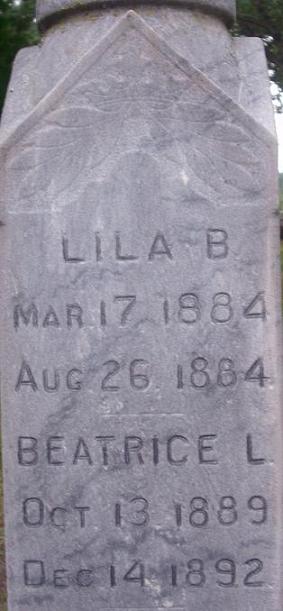 LILA B
MAR 17 1884
AUG 26 1884
BEATRICE L
OCT 13 1889
DEC 14 1892